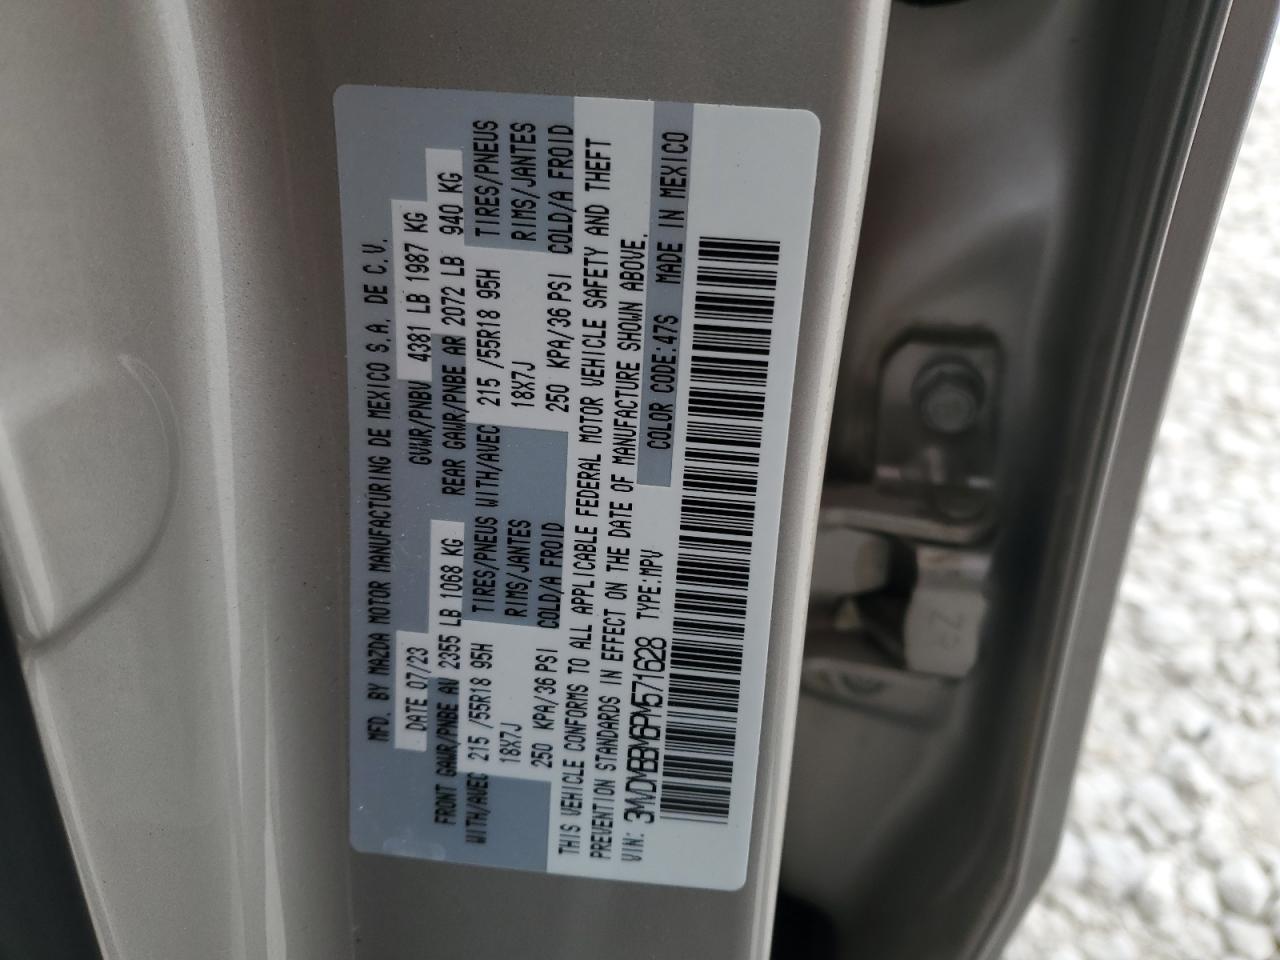 MFD. BY MAZDA MOTOR MANUFACTURING DE MEXICO S.A. DE C.V.
DATE 07/23 GVWR/PNBV 4381 LB 1987 KG
FRONT GAWR/PNBE AV 2355 LB 1068 KG REAR GAWR/PNBE AR 2072 LB 940 KG
WITH/AVEC 215 /55R18 95H TIRES/PNEUS WITH/AVEC 215 /55R18 95H TIRES/PNEUS
18X7J RIMS/JANTES 18X7J RIMS/JANTES
250 KPA/36 PSI COLD/A FROID 250 KPA/36 PSI COLD/A FROID
THIS VEHICLE CONFORMS TO ALL APPLICABLE FEDERAL MOTOR VEHICLE SAFETY AND THEFT
PREVENTION STANDARDS IN EFFECT ON THE DATE OF MANUFACTURE SHOWN ABOVE.
VIN: 3MVDMBBM6PM571628 TYPE:MPV COLOR CODE:47S MADE IN MEXICO